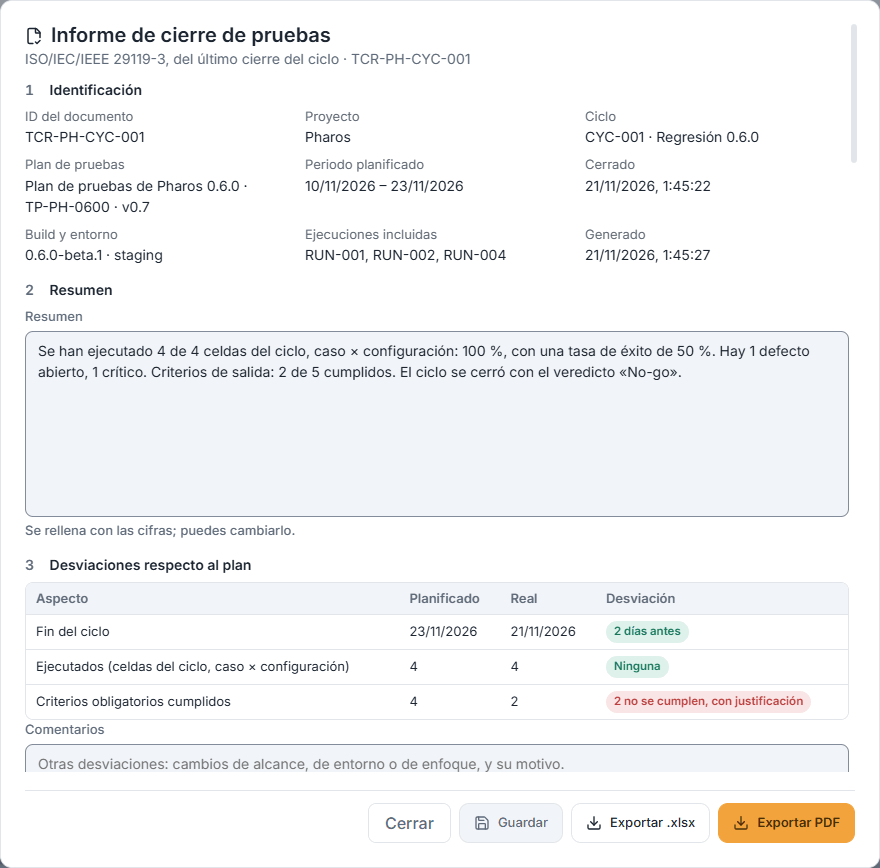 Informe de cierre de pruebas
ISO/IEC/IEEE 29119-3, del último cierre del ciclo · TCR-PH-CYC-001
1 Identificación
ID del documento
TCR-PH-CYC-001
Proyecto
Pharos
Ciclo
CYC-001 · Regresión 0.6.0
Plan de pruebas
Plan de pruebas de Pharos 0.6.0 ·
TP-PH-0600 · v0.7
Periodo planificado
10/11/2026 – 23/11/2026
Cerrado
21/11/2026, 1:45:22
Build y entorno
0.6.0-beta.1 · staging
Ejecuciones incluidas
RUN-001, RUN-002, RUN-004
Generado
21/11/2026, 1:45:27
2 Resumen
Resumen
Se han ejecutado 4 de 4 celdas del ciclo, caso × configuración: 100 %, con una tasa de éxito de 50 %. Hay 1 defecto
abierto, 1 crítico. Criterios de salida: 2 de 5 cumplidos. El ciclo se cerró con el veredicto «No-go».
Se rellena con las cifras; puedes cambiarlo.
3 Desviaciones respecto al plan
Aspecto Planificado Real Desviación
Fin del ciclo 23/11/2026 21/11/2026 2 días antes
Ejecutados (celdas del ciclo, caso × configuración) 4 4 Ninguna
Criterios obligatorios cumplidos 4 2 2 no se cumplen, con justificación
Comentarios
Otras desviaciones: cambios de alcance, de entorno o de enfoque, y su motivo.
Cerrar Guardar Exportar .xlsx Exportar PDF